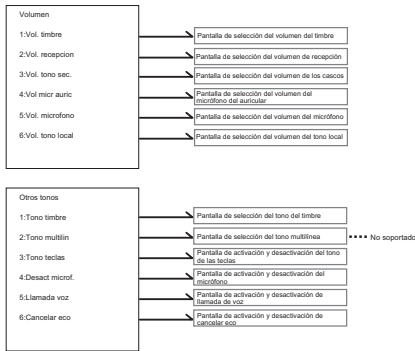 Volumen
1:Vol. timbre
Pantalla de selección del volumen del timbre
2:Vol. recepcion
Pantalla de selección del volumen de recepción
3:Vol. tono sec.
Pantalla de selección del volumen de los cascos
4:Vol micr auric
Pantalla de selección del volumen del
micrófono del auricular
5:Vol. microfono
Pantalla de selección del volumen del micrófono
6:Vol. tono local
Pantalla de selección del volumen del tono local
Otros tonos
1:Tono timbre
Pantalla de selección del tono del timbre
2:Tono multilin
Pantalla de selección del tono multilínea
No soportado
3:Tono teclas
Pantalla de activación y desactivación del tono
de las teclas
4:Desact microf.
Pantalla de activación y desactivación del
micrófono
5:Llamada voz
Pantalla de activación y desactivación de
llamada de voz
6:Cancelar eco
Pantalla de activación y desactivación de
cancelar eco